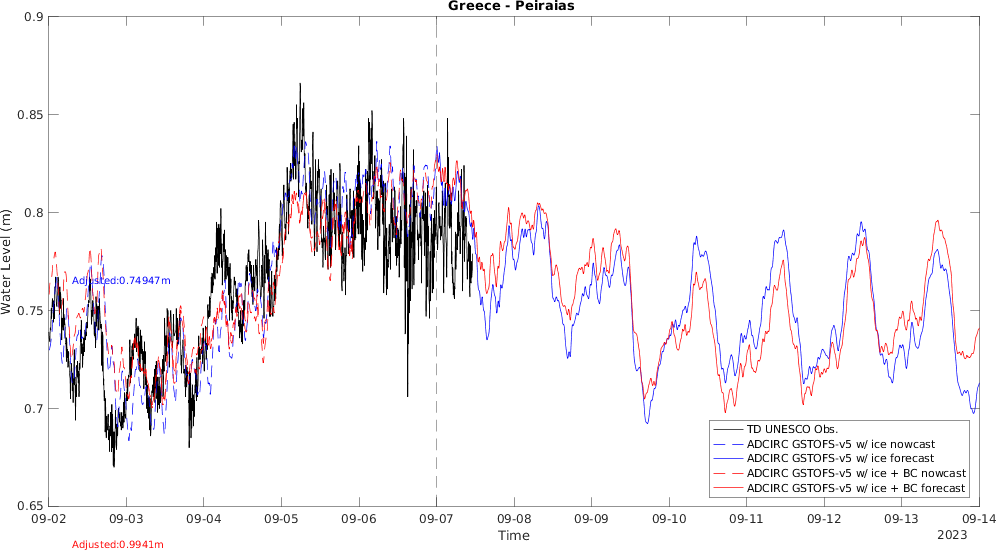 Greece - Peiraias
0.9
0.85
0.8
0.75
0.7
0.65
Water Level (m)
Adjusted:0.74947m
TD UNESCO Obs.
ADCIRC GSTOFS-v5 w/ ice nowcast
ADCIRC GSTOFS-v5 w/ ice forecast
ADCIRC GSTOFS-v5 w/ ice + BC nowcast
ADCIRC GSTOFS-v5 w/ ice + BC forecast
09-02 09-03 09-04 09-05 09-06 09-07 09-08 09-09 09-10 09-11 09-12 09-13 09-14
Time
2023
Adjusted:0.9941m